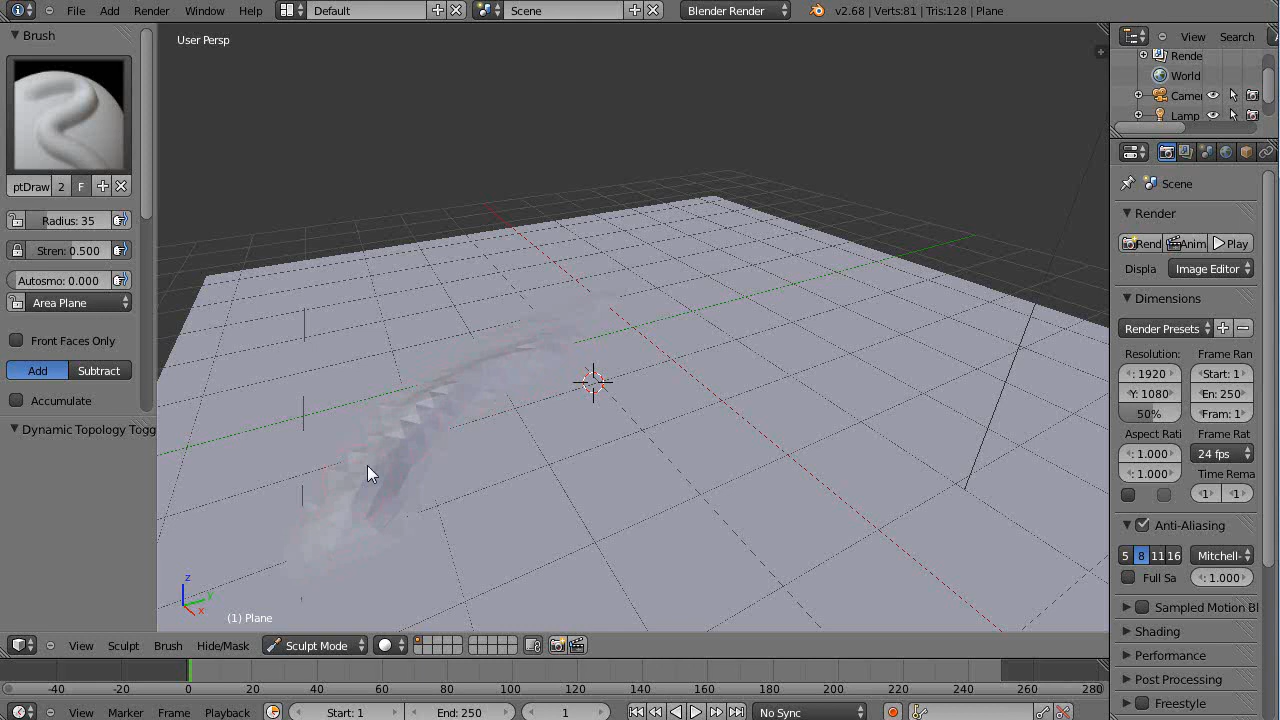 File Add Render Window Help Default Scene Blender Render v2.68 | Verts:81 | Tris:128 | Plane
Brush
ptDraw 2 F
Radius: 35
Stren: 0.500
Autosmo: 0.000
Area Plane
Front Faces Only
Add Subtract
Accumulate
Dynamic Topology Togg
User Persp
z
y
x
(1) Plane
View Sculpt Brush Hide/Mask Sculpt Mode
View Search
Rende
World
Came
Lamp
Scene
Render
Rend Anim Play
Displa Image Editor
Dimensions
Render Presets
Resolution: Frame Ran
: 1920 Start: 1
Y: 1080 En: 250
50% Fram: 1
Aspect Rati Frame Rat
: 1.000 24 fps
: 1.000 Time Rema
1 1
Anti-Aliasing
5 8 11 16 Mitchell-
Full Sa : 1.000
Sampled Motion Bl
Shading
Performance
Post Processing
Freestyle
-40 -20 0 20 40 60 80 100 120 140 160 180 200 220 240 260 280
View Marker Frame Playback Start: 1 End: 250 1 No Sync